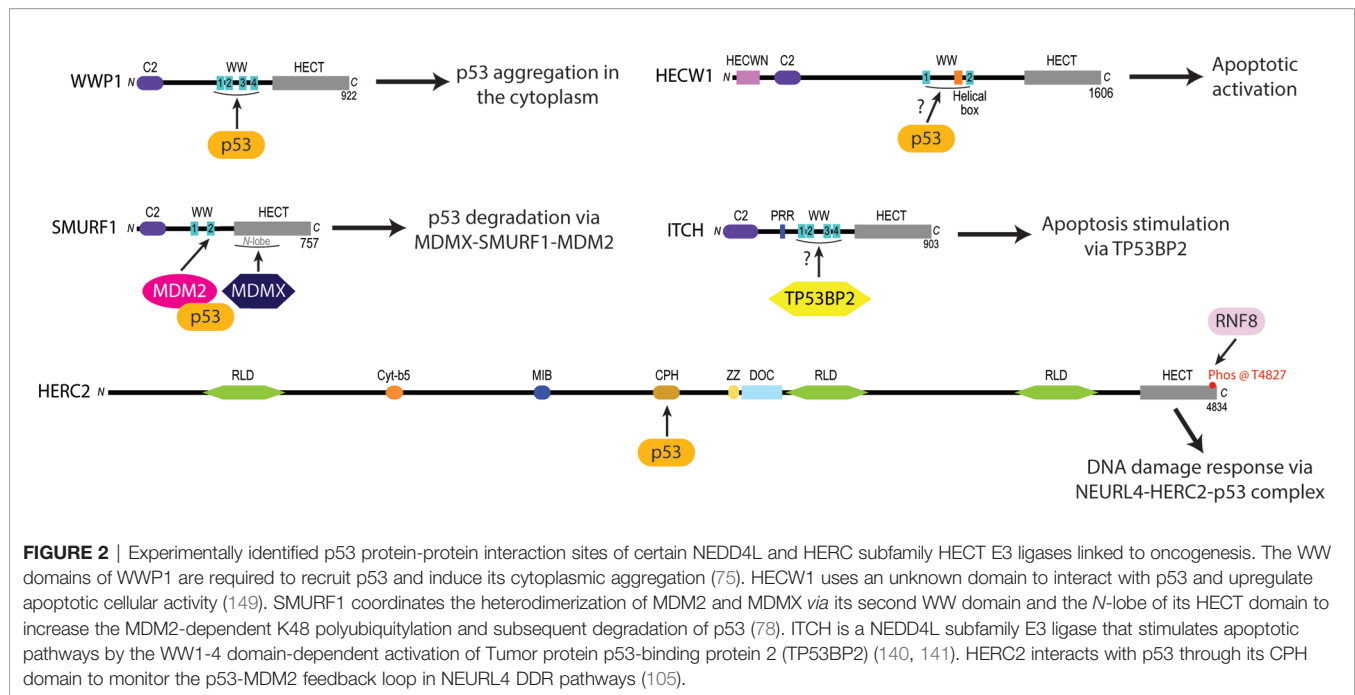 WWP1
N
C2
WW
1 2 3 4
HECT
C
922
p53
p53 aggregation in
the cytoplasm
HECW1
N
HECWN
C2
WW
1
2
Helical
box
HECT
C
1606
?
p53
Apoptotic
activation
SMURF1
N
C2
WW
1 2
HECT
N-lobe
C
757
MDM2
MDMX
p53
p53 degradation via
MDMX-SMURF1-MDM2
ITCH
N
C2
PRR
WW
1 2 3 4
HECT
C
903
?
TP53BP2
Apoptosis stimulation
via TP53BP2
HERC2
N
RLD
Cyt-b5
MIB
CPH
ZZ
DOC
RLD
RLD
HECT
RNF8
Phos @ T4827
C
4834
p53
DNA damage response via
NEURL4-HERC2-p53 complex
FIGURE 2 | Experimentally identified p53 protein-protein interaction sites of certain NEDD4L and HERC subfamily HECT E3 ligases linked to oncogenesis. The WW
domains of WWP1 are required to recruit p53 and induce its cytoplasmic aggregation (75). HECW1 uses an unknown domain to interact with p53 and upregulate
apoptotic cellular activity (149). SMURF1 coordinates the heterodimerization of MDM2 and MDMX via its second WW domain and the N-lobe of its HECT domain to
increase the MDM2-dependent K48 polyubiquitylation and subsequent degradation of p53 (78). ITCH is a NEDD4L subfamily E3 ligase that stimulates apoptotic
pathways by the WW1-4 domain-dependent activation of Tumor protein p53-binding protein 2 (TP53BP2) (140, 141). HERC2 interacts with p53 through its CPH
domain to monitor the p53-MDM2 feedback loop in NEURL4 DDR pathways (105).